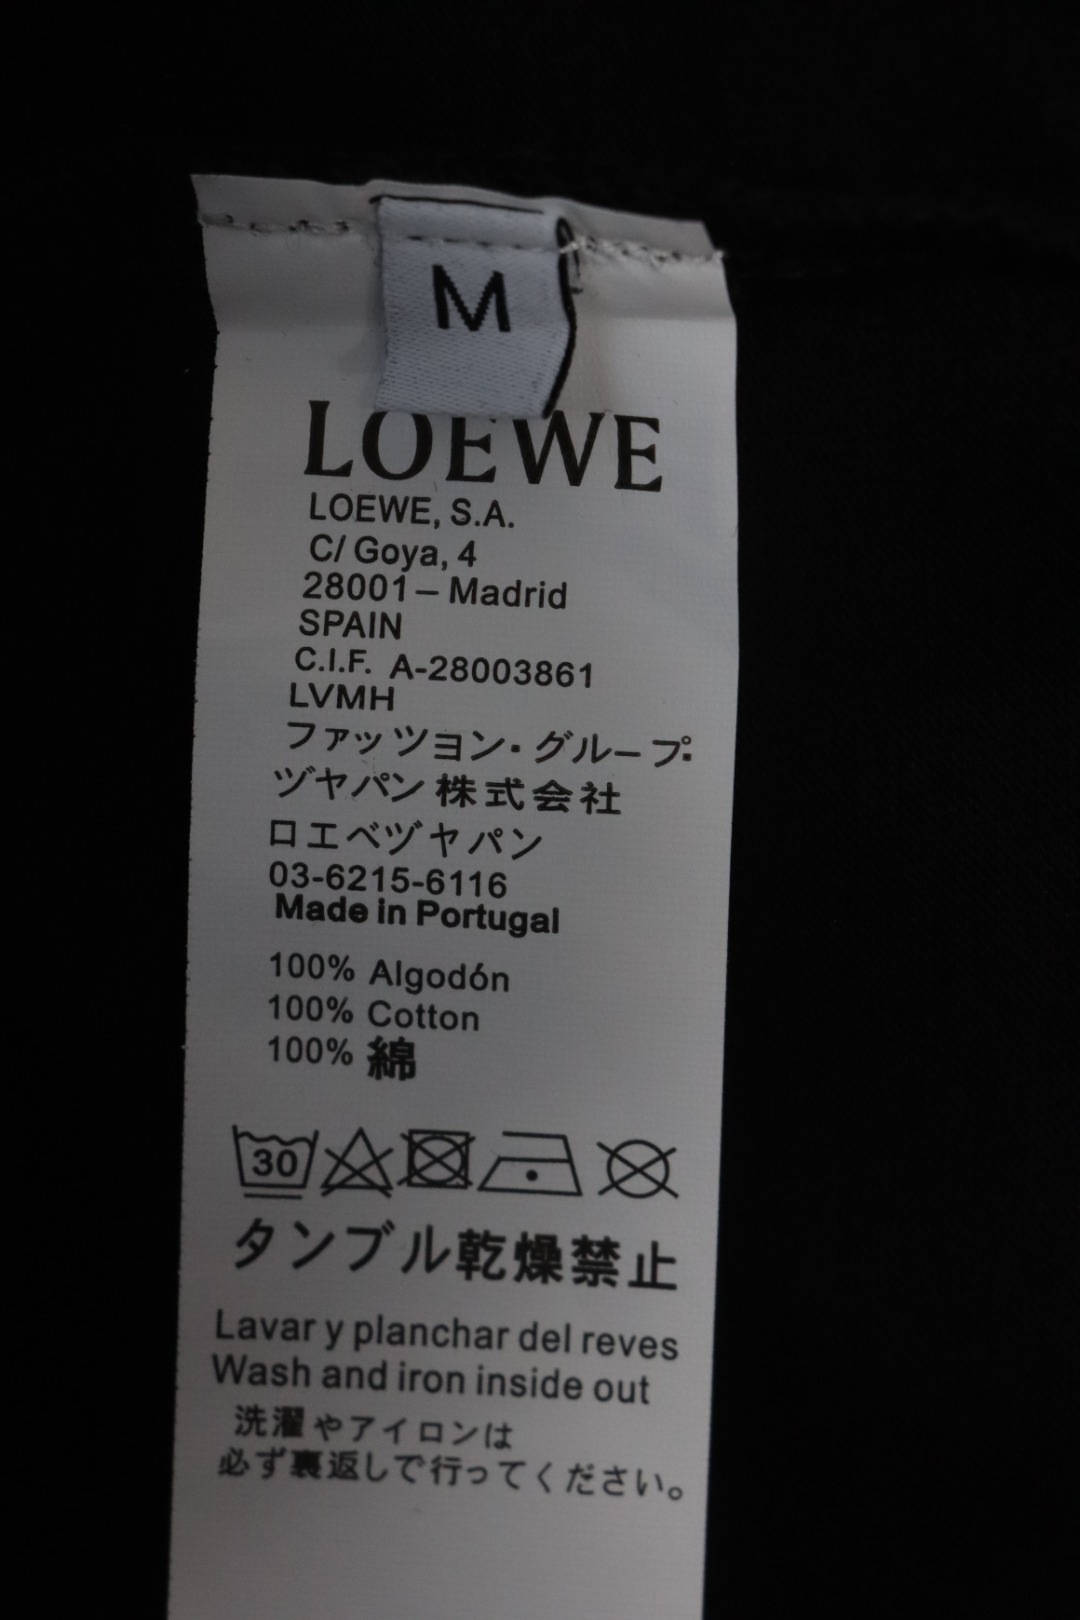 M
LOEWE
LOEWE, S.A.
C/ Goya, 4
28001 – Madrid
SPAIN
C.I.F. A-28003861
LVMH
ファッツヨン・グループ・
ヅヤパン 株式会社
ロエベヅヤパン
03-6215-6116
Made in Portugal
100% Algodón
100% Cotton
100% 綿
30
タンブル乾燥禁止
Lavar y planchar del reves
Wash and iron inside out
洗濯やアイロンは
必ず裏返しで行ってください。